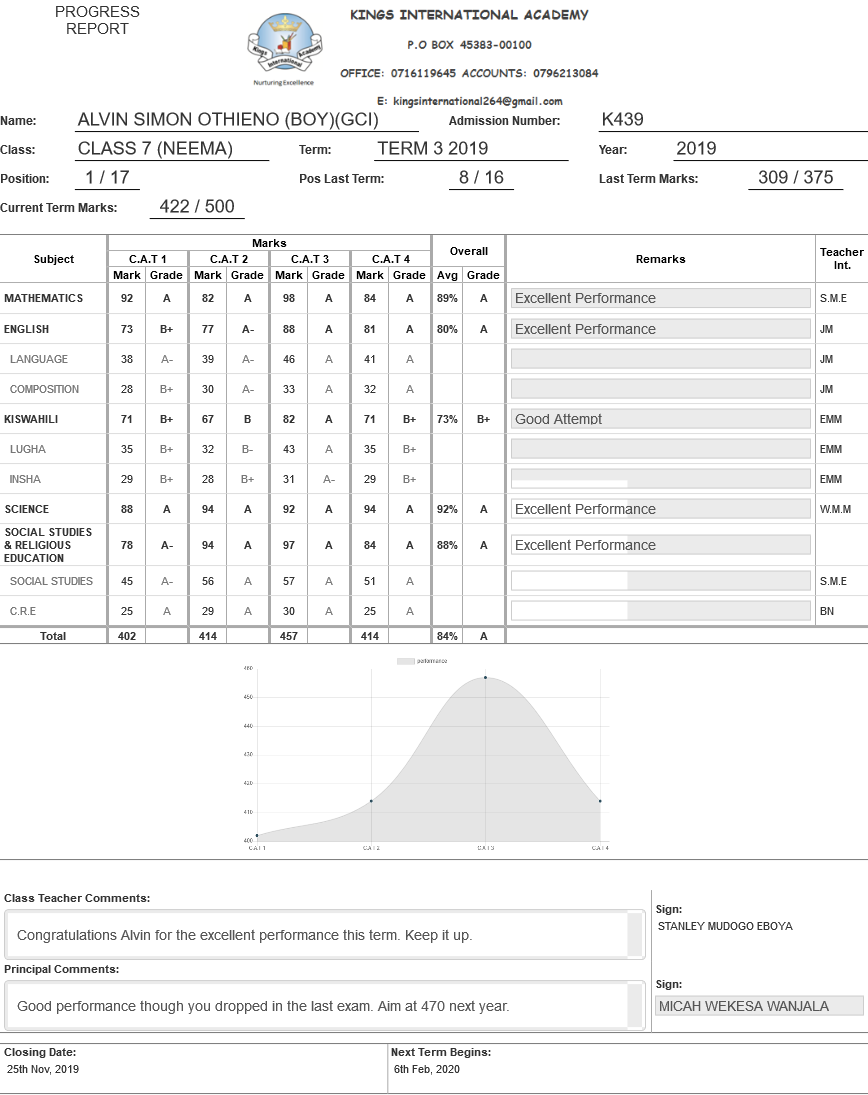 PROGRESS
REPORT
KINGS INTERNATIONAL ACADEMY
P.O BOX 45383-00100
OFFICE: 0716119645 ACCOUNTS: 0796213084
E: kingsinternational264@gmail.com
Kings Academy
International
Nurturing Excellence
Name: ALVIN SIMON OTHIENO (BOY)(GCI) Admission Number: K439
Class: CLASS 7 (NEEMA) Term: TERM 3 2019 Year: 2019
Position: 1 / 17 Pos Last Term: 8 / 16 Last Term Marks: 309 / 375
Current Term Marks: 422 / 500
Subject Marks Overall Remarks Teacher Int.
C.A.T 1 C.A.T 2 C.A.T 3 C.A.T 4
Mark Grade Mark Grade Mark Grade Mark Grade Avg Grade
MATHEMATICS 92 A 82 A 98 A 84 A 89% A Excellent Performance S.M.E
ENGLISH 73 B+ 77 A- 88 A 81 A 80% A Excellent Performance JM
LANGUAGE 38 A- 39 A- 46 A 41 A JM
COMPOSITION 28 B+ 30 A- 33 A 32 A JM
KISWAHILI 71 B+ 67 B 82 A 71 B+ 73% B+ Good Attempt EMM
LUGHA 35 B+ 32 B- 43 A 35 B+ EMM
INSHA 29 B+ 28 B+ 31 A- 29 B+ EMM
SCIENCE 88 A 94 A 92 A 94 A 92% A Excellent Performance W.M.M
SOCIAL STUDIES
& RELIGIOUS
EDUCATION 78 A- 94 A 97 A 84 A 88% A Excellent Performance
SOCIAL STUDIES 45 A- 56 A 57 A 51 A S.M.E
C.R.E 25 A 29 A 30 A 25 A BN
Total 402 414 457 414 84% A
performance
460
450
440
430
420
410
400
C.A.T 1 C.A.T 2 C.A.T 3 C.A.T 4
Class Teacher Comments:
Congratulations Alvin for the excellent performance this term. Keep it up.
Sign:
STANLEY MUDOGO EBOYA
Principal Comments:
Good performance though you dropped in the last exam. Aim at 470 next year.
Sign:
MICAH WEKESA WANJALA
Closing Date:
25th Nov, 2019
Next Term Begins:
6th Feb, 2020